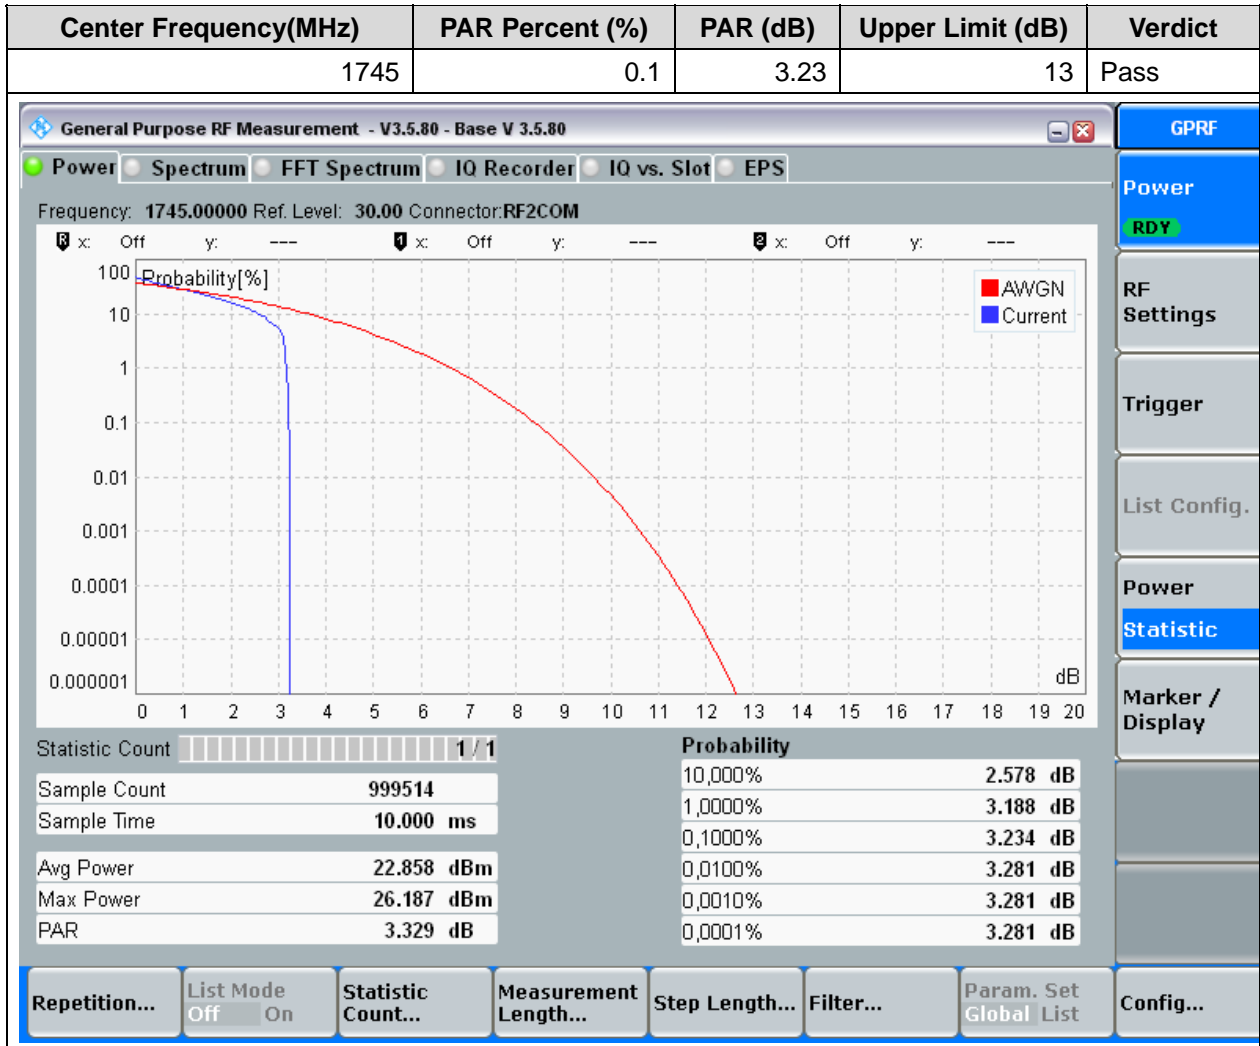 Center Frequency(MHz) PAR Percent (%) PAR (dB) Upper Limit (dB) Verdict
1745 0.1 3.23 13 Pass
General Purpose RF Measurement - V3.5.80 - Base V 3.5.80
GPRF
Power Spectrum FFT Spectrum IQ Recorder IQ vs. Slot EPS
Power
RDY
Frequency: 1745.00000 Ref. Level: 30.00 Connector:RF2COM
R x: Off y: --- 1 x: Off y: --- 2 x: Off y: ---
Probability[%]
100
10
1
0.1
0.01
0.001
0.0001
0.00001
0.000001
AWGN
Current
dB
0 1 2 3 4 5 6 7 8 9 10 11 12 13 14 15 16 17 18 19 20
RF
Settings
Trigger
List Config.
Power
Statistic
Marker /
Display
Statistic Count 1 / 1
Sample Count 999514
Sample Time 10.000 ms
Avg Power 22.858 dBm
Max Power 26.187 dBm
PAR 3.329 dB
Probability
10,000% 2.578 dB
1,0000% 3.188 dB
0,1000% 3.234 dB
0,0100% 3.281 dB
0,0010% 3.281 dB
0,0001% 3.281 dB
Repetition...
List Mode
Off On
Statistic
Count...
Measurement
Length...
Step Length...
Filter...
Param. Set
Global List
Config...